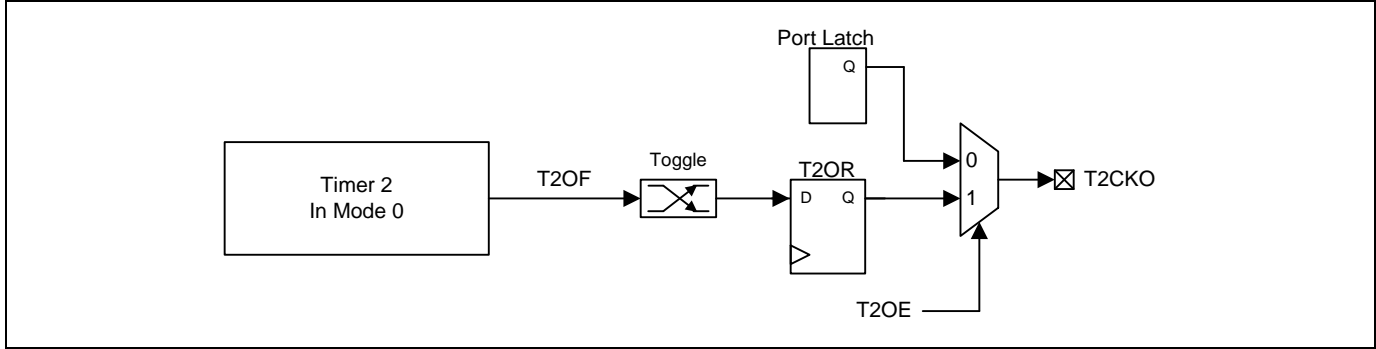 Port Latch
Q
Timer 2
In Mode 0
T2OF
Toggle
T2OR
D Q
0
1
T2CKO
T2OE